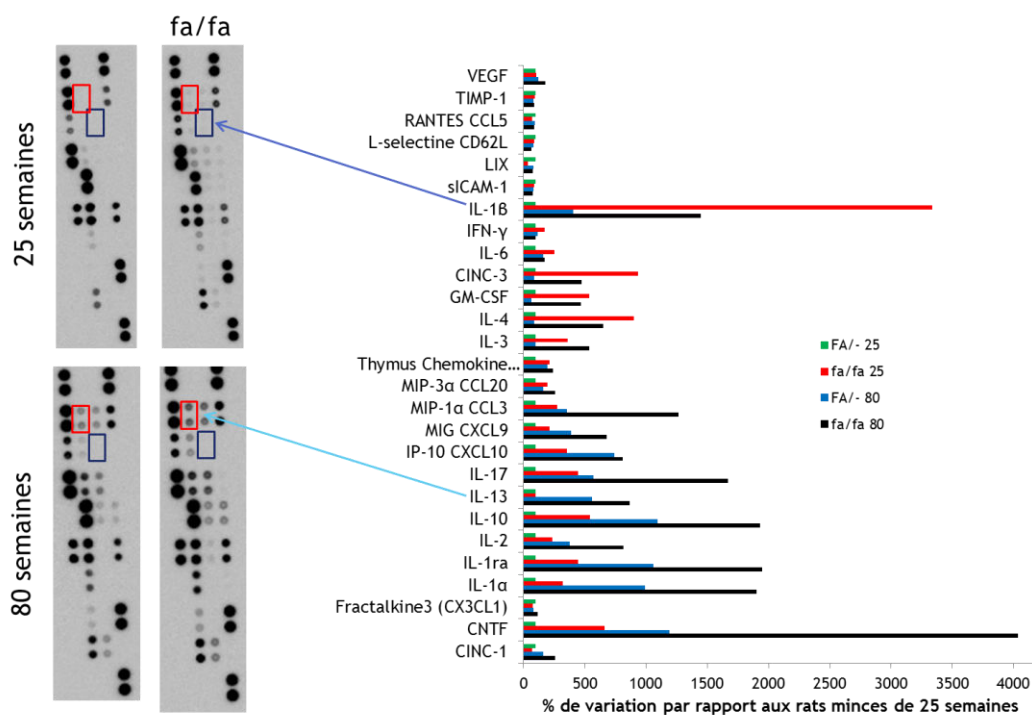 fa/fa
25 semaines
80 semaines
VEGF
TIMP-1
RANTES CCL5
L-selectine CD62L
LIX
sICAM-1
IL-1ß
IFN-γ
IL-6
CINC-3
GM-CSF
IL-4
IL-3
Thymus Chemokine…
MIP-3α CCL20
MIP-1α CCL3
MIG CXCL9
IP-10 CXCL10
IL-17
IL-13
IL-10
IL-2
IL-1ra
IL-1α
Fractalkine3 (CX3CL1)
CNTF
CINC-1
FA/- 25
fa/fa 25
FA/- 80
fa/fa 80
0 500 1000 1500 2000 2500 3000 3500 4000
% de variation par rapport aux rats minces de 25 semaines